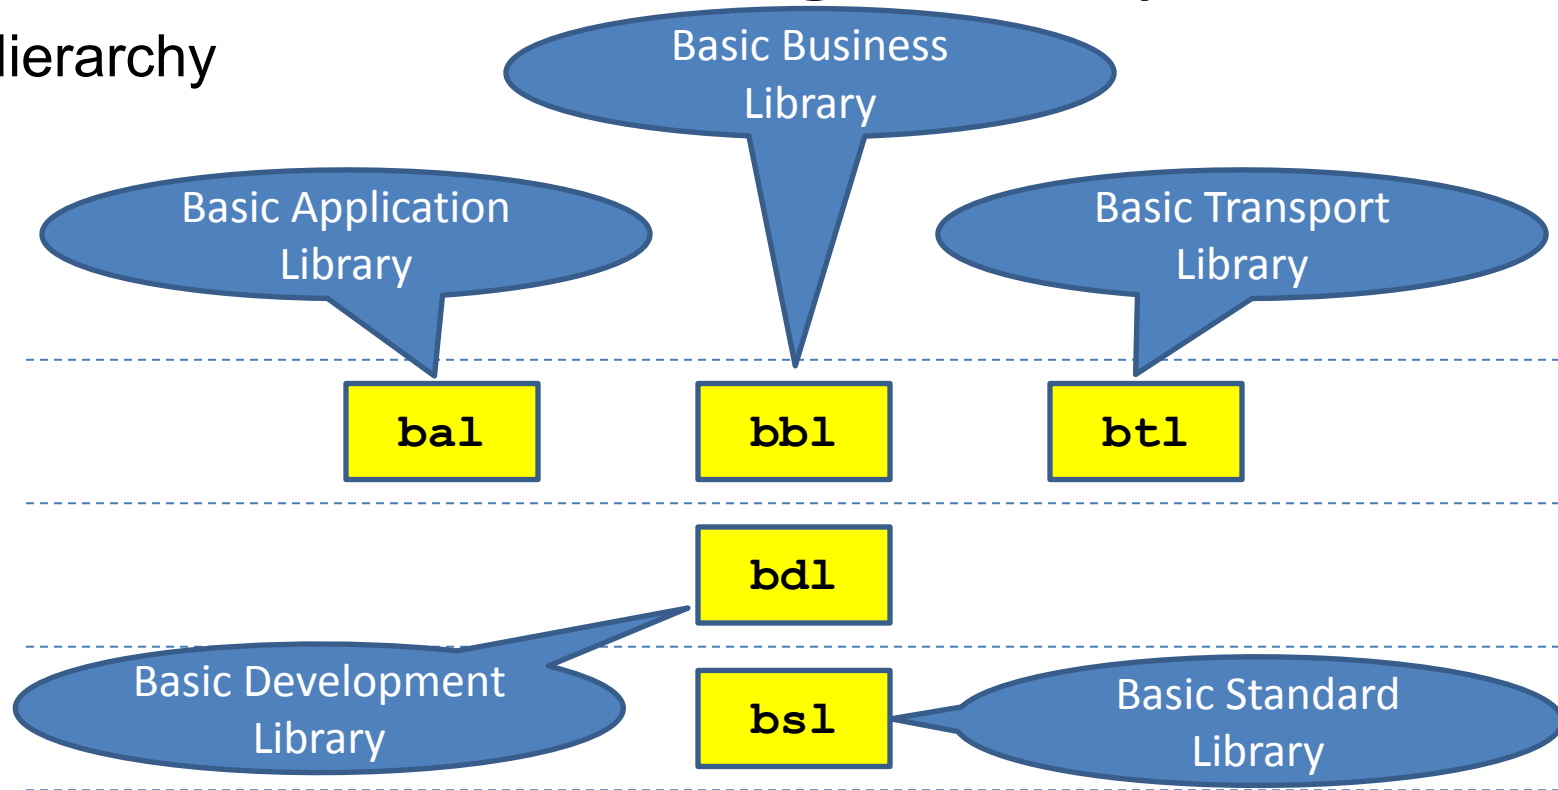 lierarchy
Basic Business
Library
Basic Application
Library
Basic Transport
Library
bal
bbl
btl
bdl
Basic Development
Library
bsl
Basic Standard
Library